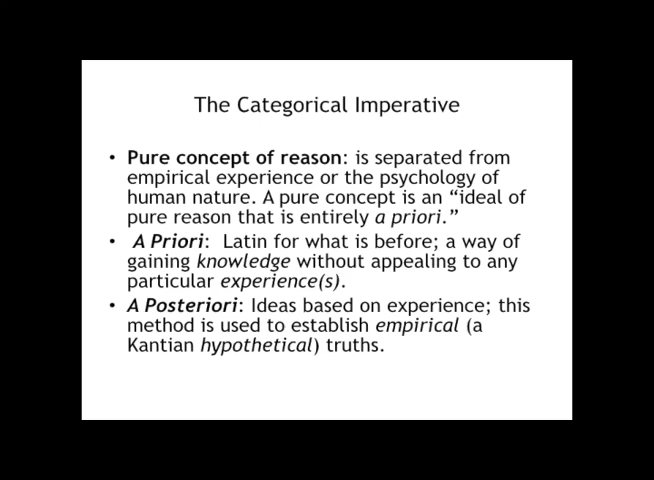 The Categorical Imperative
• Pure concept of reason: is separated from
empirical experience or the psychology of
human nature. A pure concept is an “ideal of
pure reason that is entirely a priori.”
• A Priori: Latin for what is before; a way of
gaining knowledge without appealing to any
particular experience(s).
• A Posteriori: Ideas based on experience; this
method is used to establish empirical (a
Kantian hypothetical) truths.